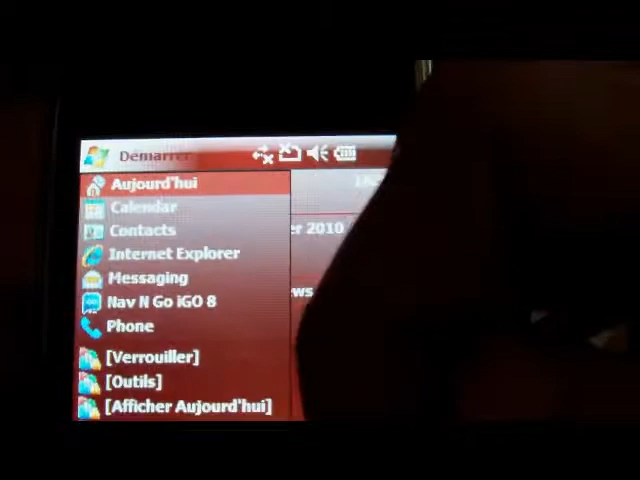 Démarrer
Aujourd'hui
Calendar
er 2010
Contacts
Internet Explorer
Messaging
ws
Nav N Go iGO 8
Phone
[Verrouiller]
[Outils]
[Afficher Aujourd'hui]